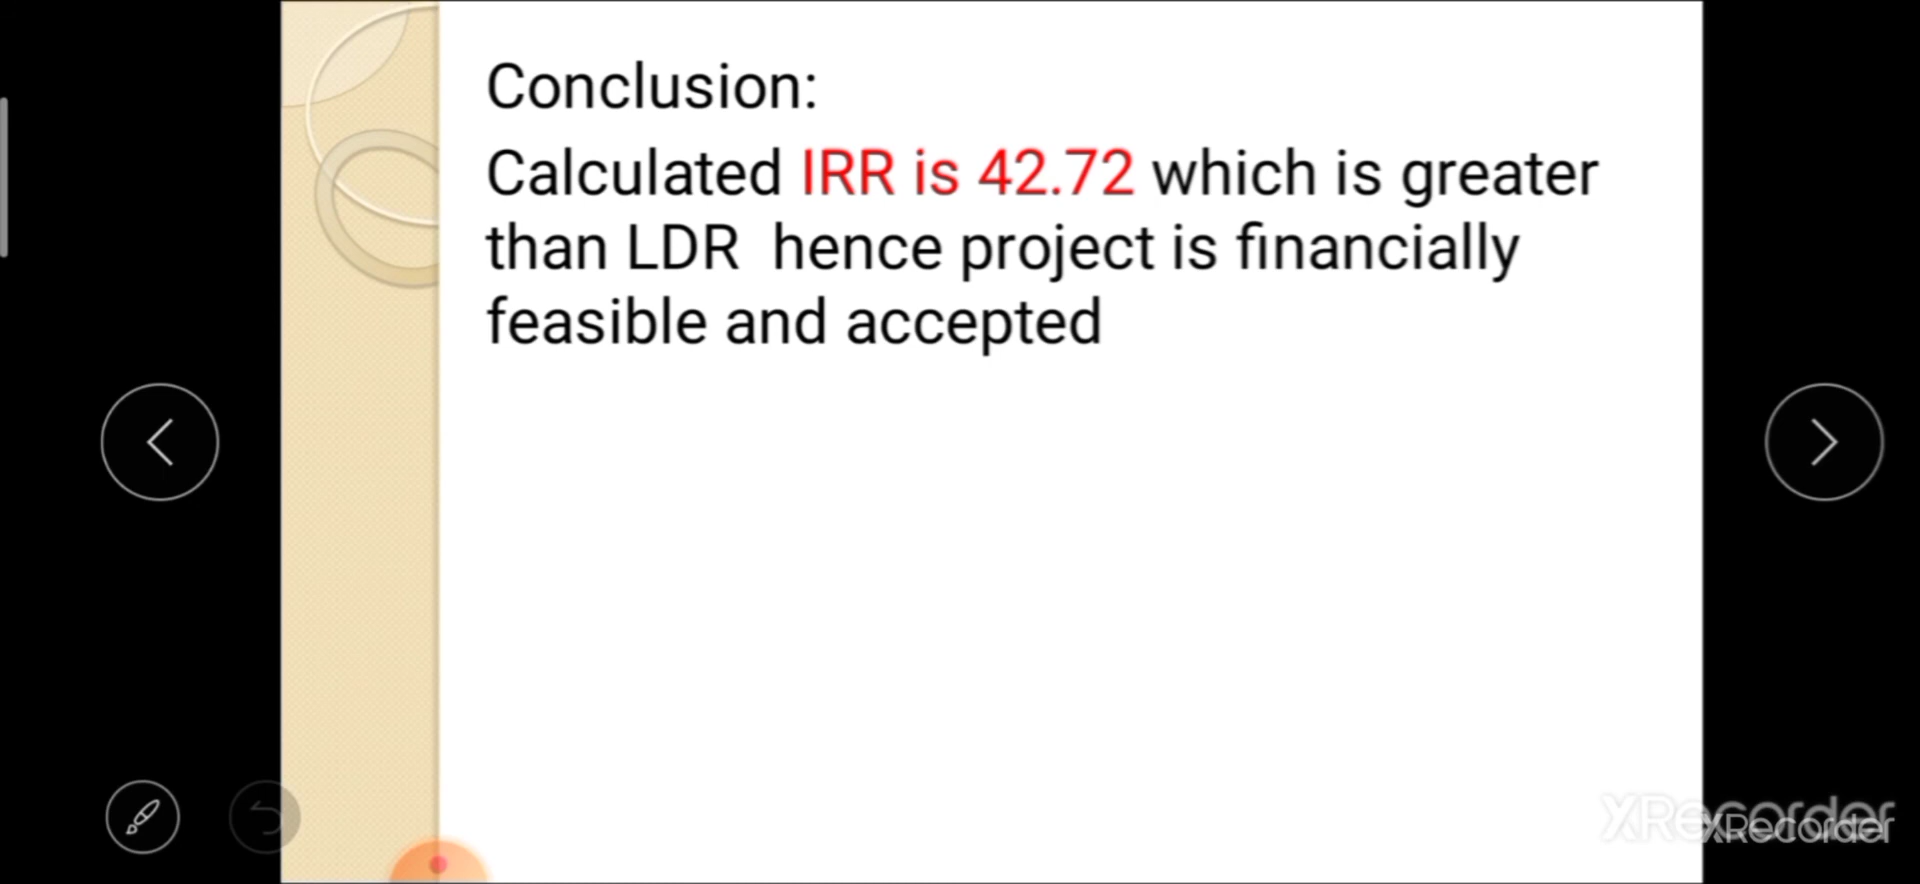 Conclusion:
Calculated IRR is 42.72 which is greater
than LDR hence project is financially
feasible and accepted
XRecorder
XRecorder